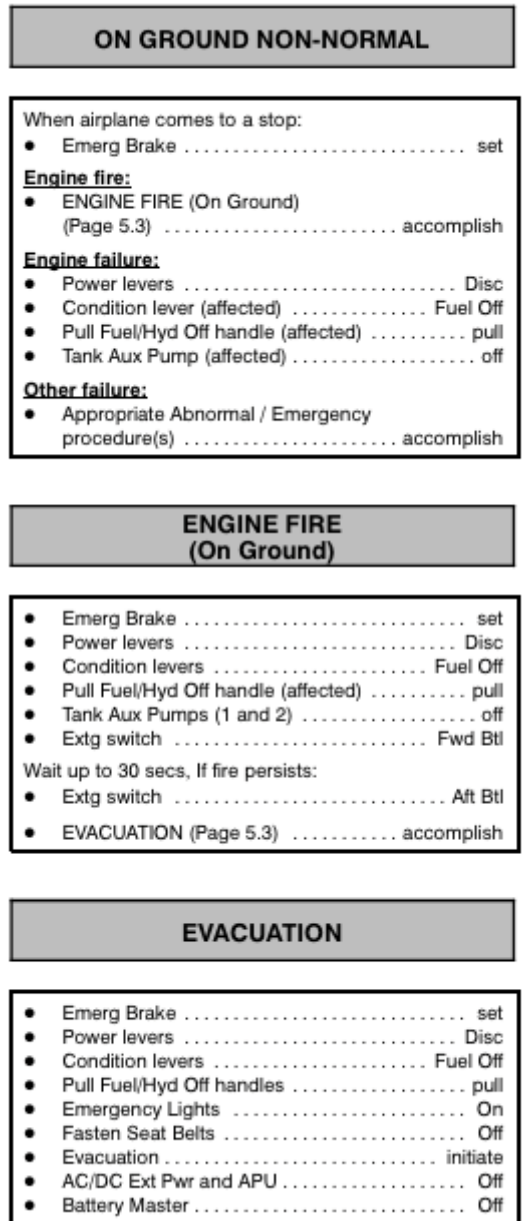 ON GROUND NON-NORMAL
When airplane comes to a stop:
● Emerg Brake ............................. set
Engine fire:
● ENGINE FIRE (On Ground)
(Page 5.3) ........................ accomplish
Engine failure:
● Power levers ............................ Disc
● Condition lever (affected) .............. Fuel Off
● Pull Fuel/Hyd Off handle (affected) .......... pull
● Tank Aux Pump (affected) ................... off
Other failure:
● Appropriate Abnormal / Emergency
procedure(s) ...................... accomplish
ENGINE FIRE
(On Ground)
● Emerg Brake ............................. set
● Power levers ............................ Disc
● Condition levers ...................... Fuel Off
● Pull Fuel/Hyd Off handle (affected) .......... pull
● Tank Aux Pumps (1 and 2) .................. off
● Extg switch .......................... Fwd Btl
Wait up to 30 secs, If fire persists:
● Extg switch ............................ Aft Btl
● EVACUATION (Page 5.3) ........... accomplish
EVACUATION
● Emerg Brake ............................. set
● Power levers ............................ Disc
● Condition levers ...................... Fuel Off
● Pull Fuel/Hyd Off handles .................. pull
● Emergency Lights ........................ On
● Fasten Seat Belts ......................... Off
● Evacuation ............................ initiate
● AC/DC Ext Pwr and APU ................ Off
● Battery Master ............................ Off